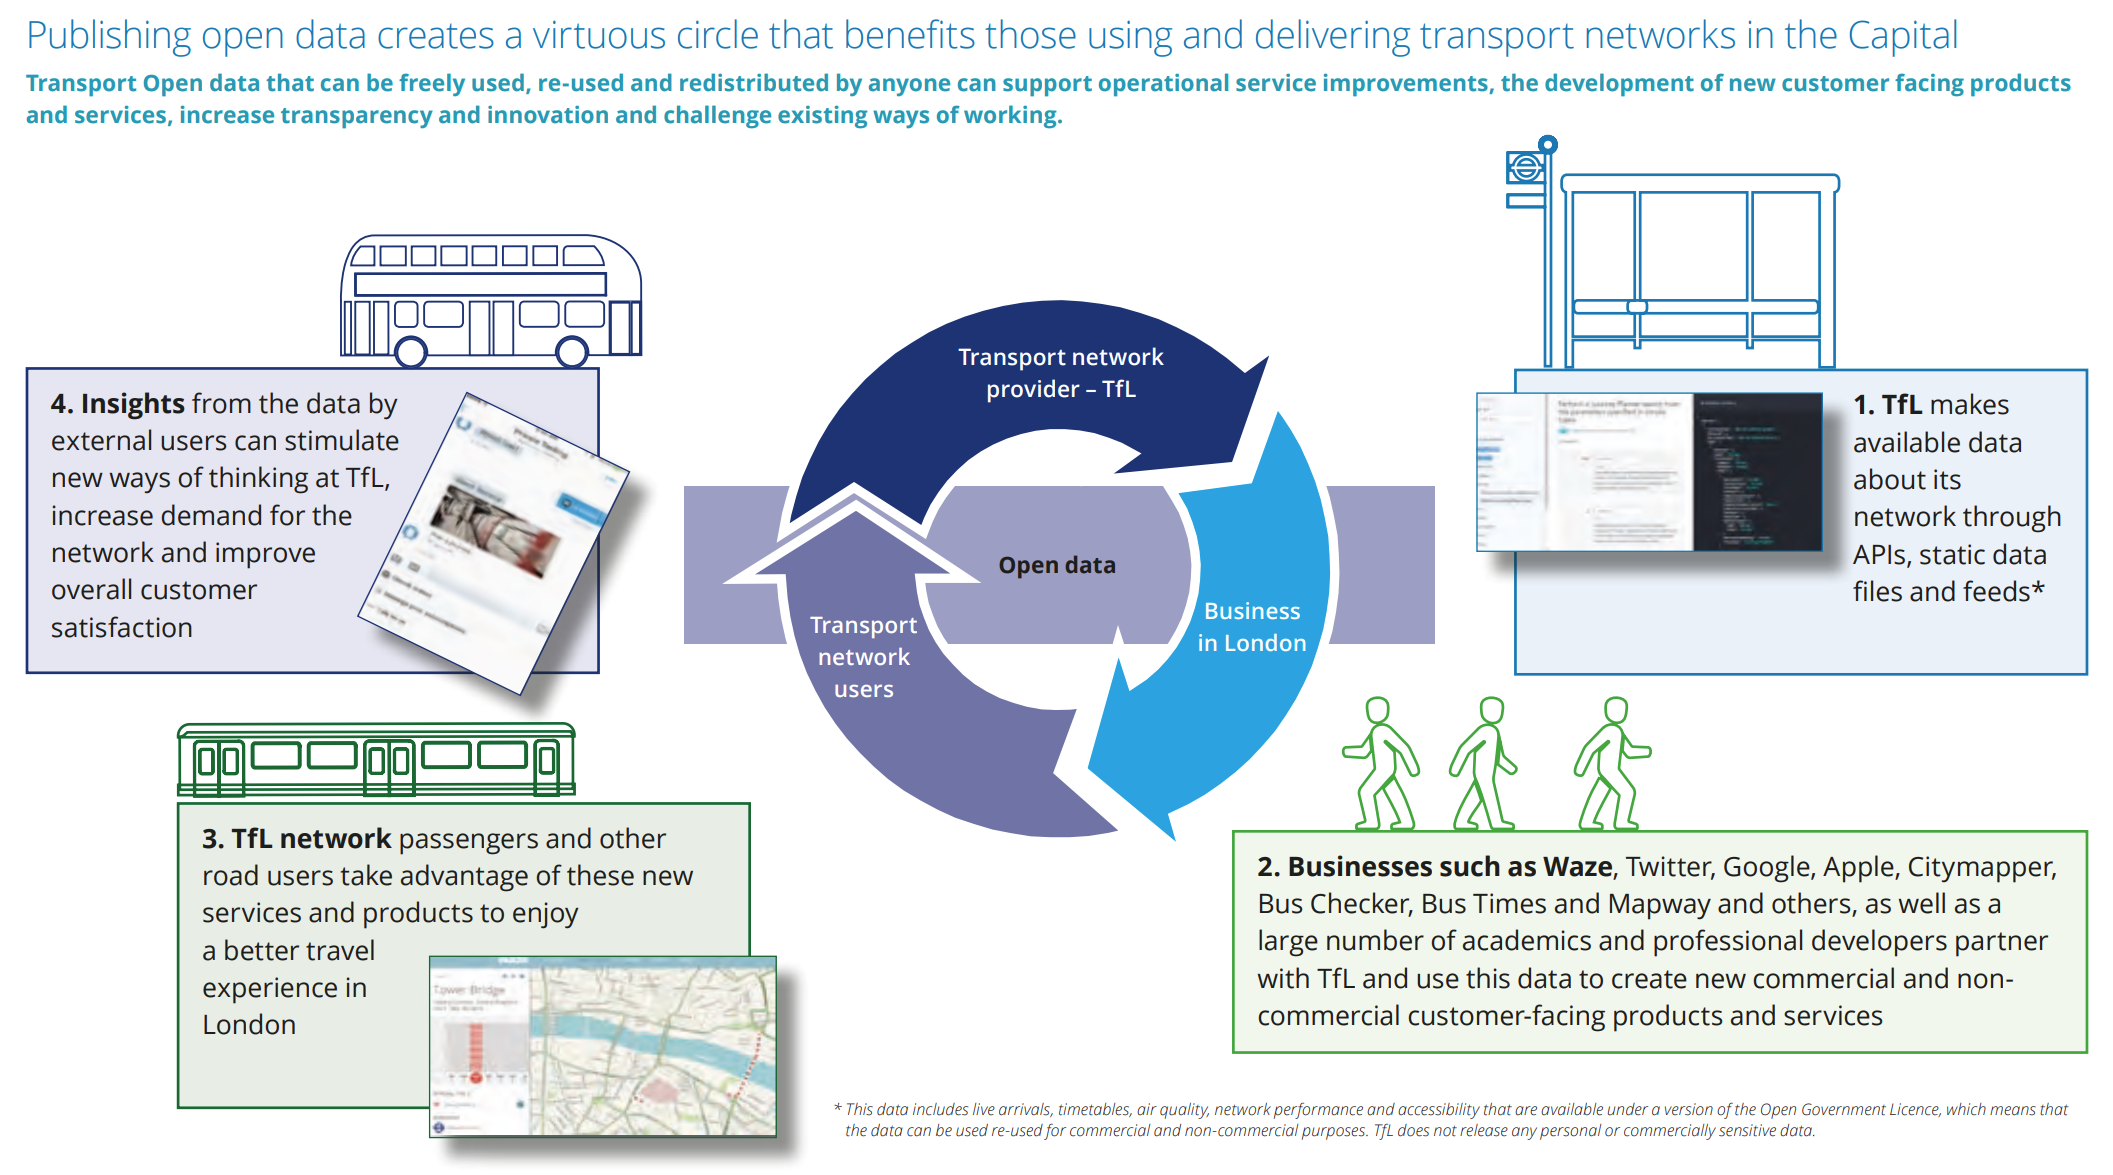 Publishing open data creates a virtuous circle that benefits those using and delivering transport networks in the Capital
Transport Open data that can be freely used, re-used and redistributed by anyone can support operational service improvements, the development of new customer facing products
and services, increase transparency and innovation and challenge existing ways of working.
Transport network
provider – TfL
Open data
Business
in London
Transport
network
users
1. TfL makes
available data
about its
network through
APIs, static data
files and feeds*
2. Businesses such as Waze, Twitter, Google, Apple, Citymapper,
Bus Checker, Bus Times and Mapway and others, as well as a
large number of academics and professional developers partner
with TfL and use this data to create new commercial and non-
commercial customer-facing products and services
3. TfL network passengers and other
road users take advantage of these new
services and products to enjoy
a better travel
experience in
London
Tower Bridge
4. Insights from the data by
external users can stimulate
new ways of thinking at TfL,
increase demand for the
network and improve
overall customer
satisfaction
* This data includes live arrivals, timetables, air quality, network performance and accessibility that are available under a version of the Open Government Licence, which means that
the data can be used re-used for commercial and non-commercial purposes. TfL does not release any personal or commercially sensitive data.